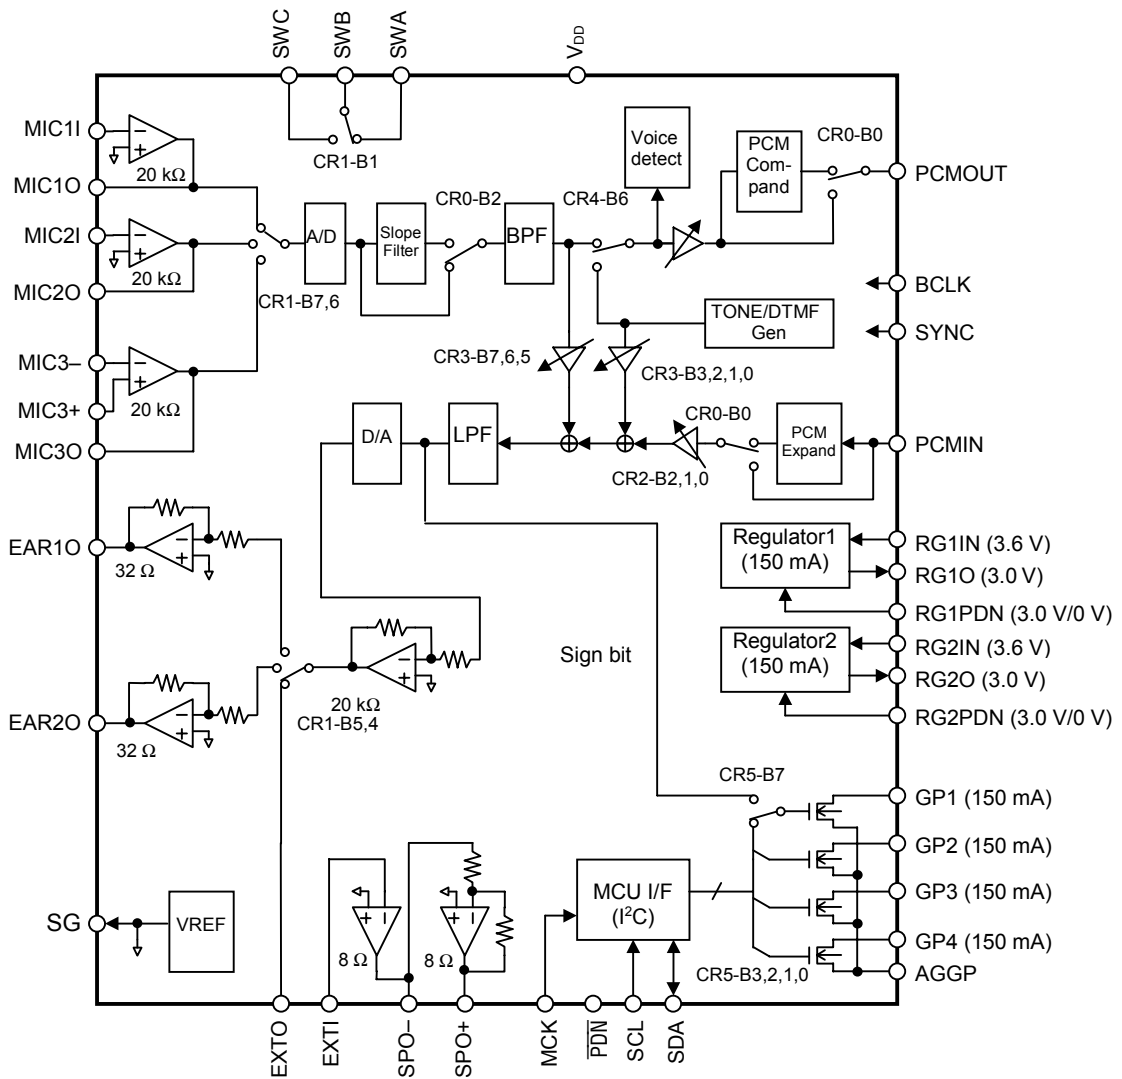 SWC
SWB
SWA
VDD
MIC1I
−
+
20 kΩ
MIC1O
CR1-B1
Voice
detect
PCM
Com-
pand
CR0-B0
PCMOUT
MIC2I
−
+
20 kΩ
MIC2O
CR1-B7,6
A/D
Slope
Filter
CR0-B2
BPF
CR4-B6
BCLK
SYNC
TONE/DTMF
Gen
MIC3–
MIC3+
−
+
20 kΩ
MIC3O
CR3-B7,6,5
CR3-B3,2,1,0
D/A
LPF
CR2-B2,1,0
CR0-B0
PCM
Expand
PCMIN
EAR1O
−
+
32 Ω
Regulator1
(150 mA)
RG1IN (3.6 V)
RG1O (3.0 V)
RG1PDN (3.0 V/0 V)
Regulator2
(150 mA)
RG2IN (3.6 V)
RG2O (3.0 V)
RG2PDN (3.0 V/0 V)
Sign bit
−
+
20 kΩ
CR1-B5,4
EAR2O
−
+
32 Ω
CR5-B7
GP1 (150 mA)
GP2 (150 mA)
GP3 (150 mA)
GP4 (150 mA)
AGGP
CR5-B3,2,1,0
MCU I/F
(I²C)
SG
VREF
+
−
8 Ω
+
−
8 Ω
EXTO
EXTI
SPO–
SPO+
MCK
P̅D̅N̅
SCL
SDA